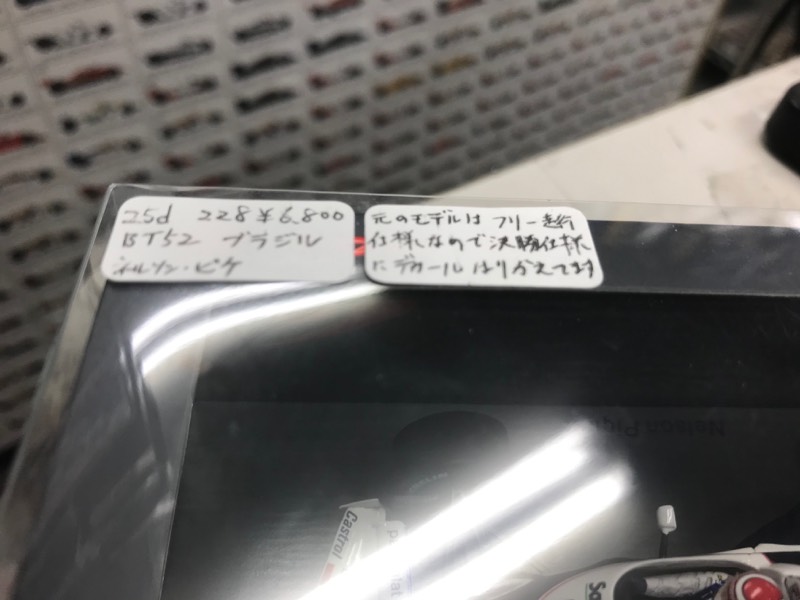 25d 228 ¥6,800
BT52 ブラジル
ネルソン・ピケ
元のモデルは フリー走行
仕様なので決勝仕様
にデカールはりかえてます
Nelson Piquet
Castrol